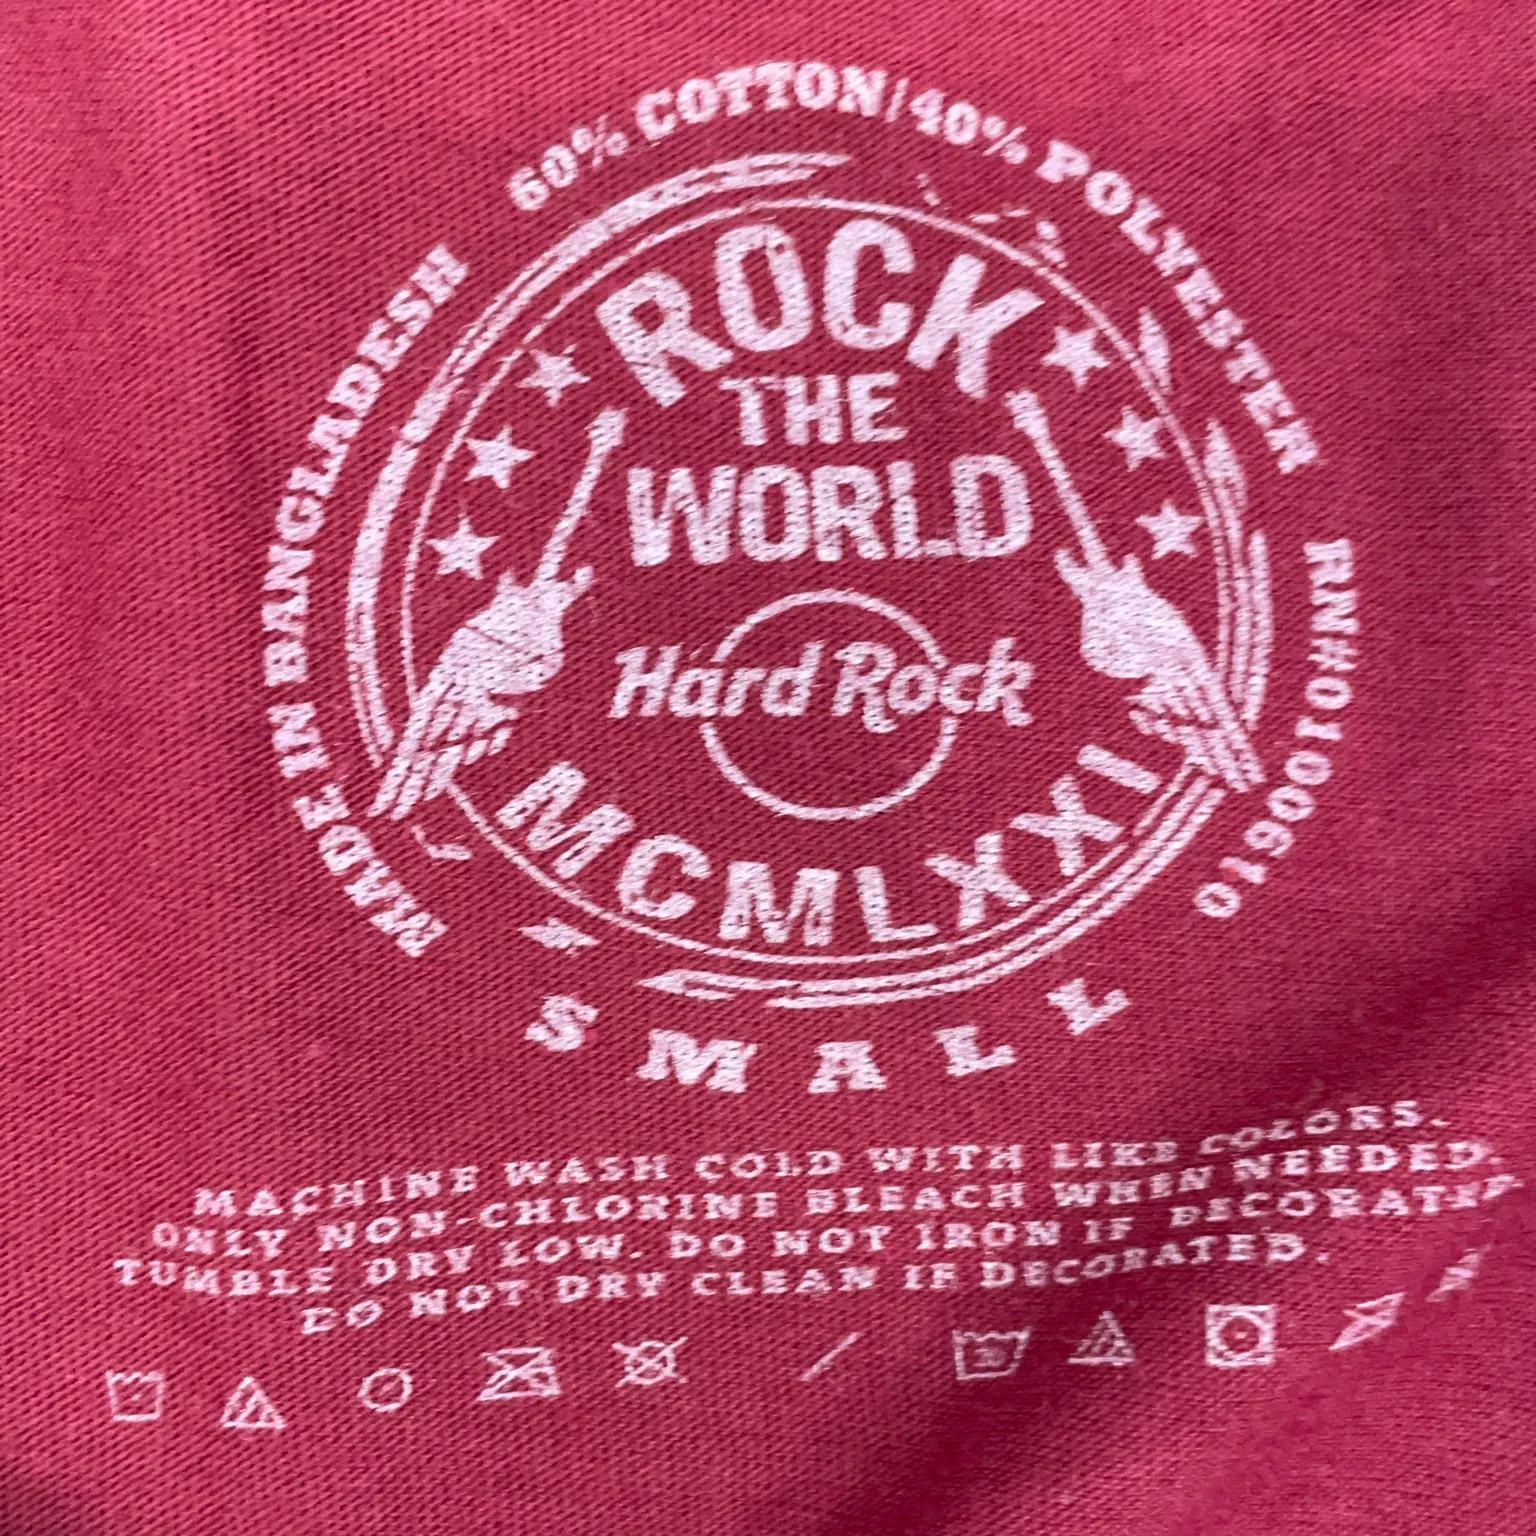 60% COTTON | 40% POLYESTER
MADE IN BANGLADESH
RN#0100610
ROCK
THE
WORLD
Hard Rock
MCMLXXI
SMALL
MACHINE WASH COLD WITH LIKE COLORS.
ONLY NON-CHLORINE BLEACH WHEN NEEDED.
TUMBLE DRY LOW. DO NOT IRON IF DECORATED.
DO NOT DRY CLEAN IF DECORATED.